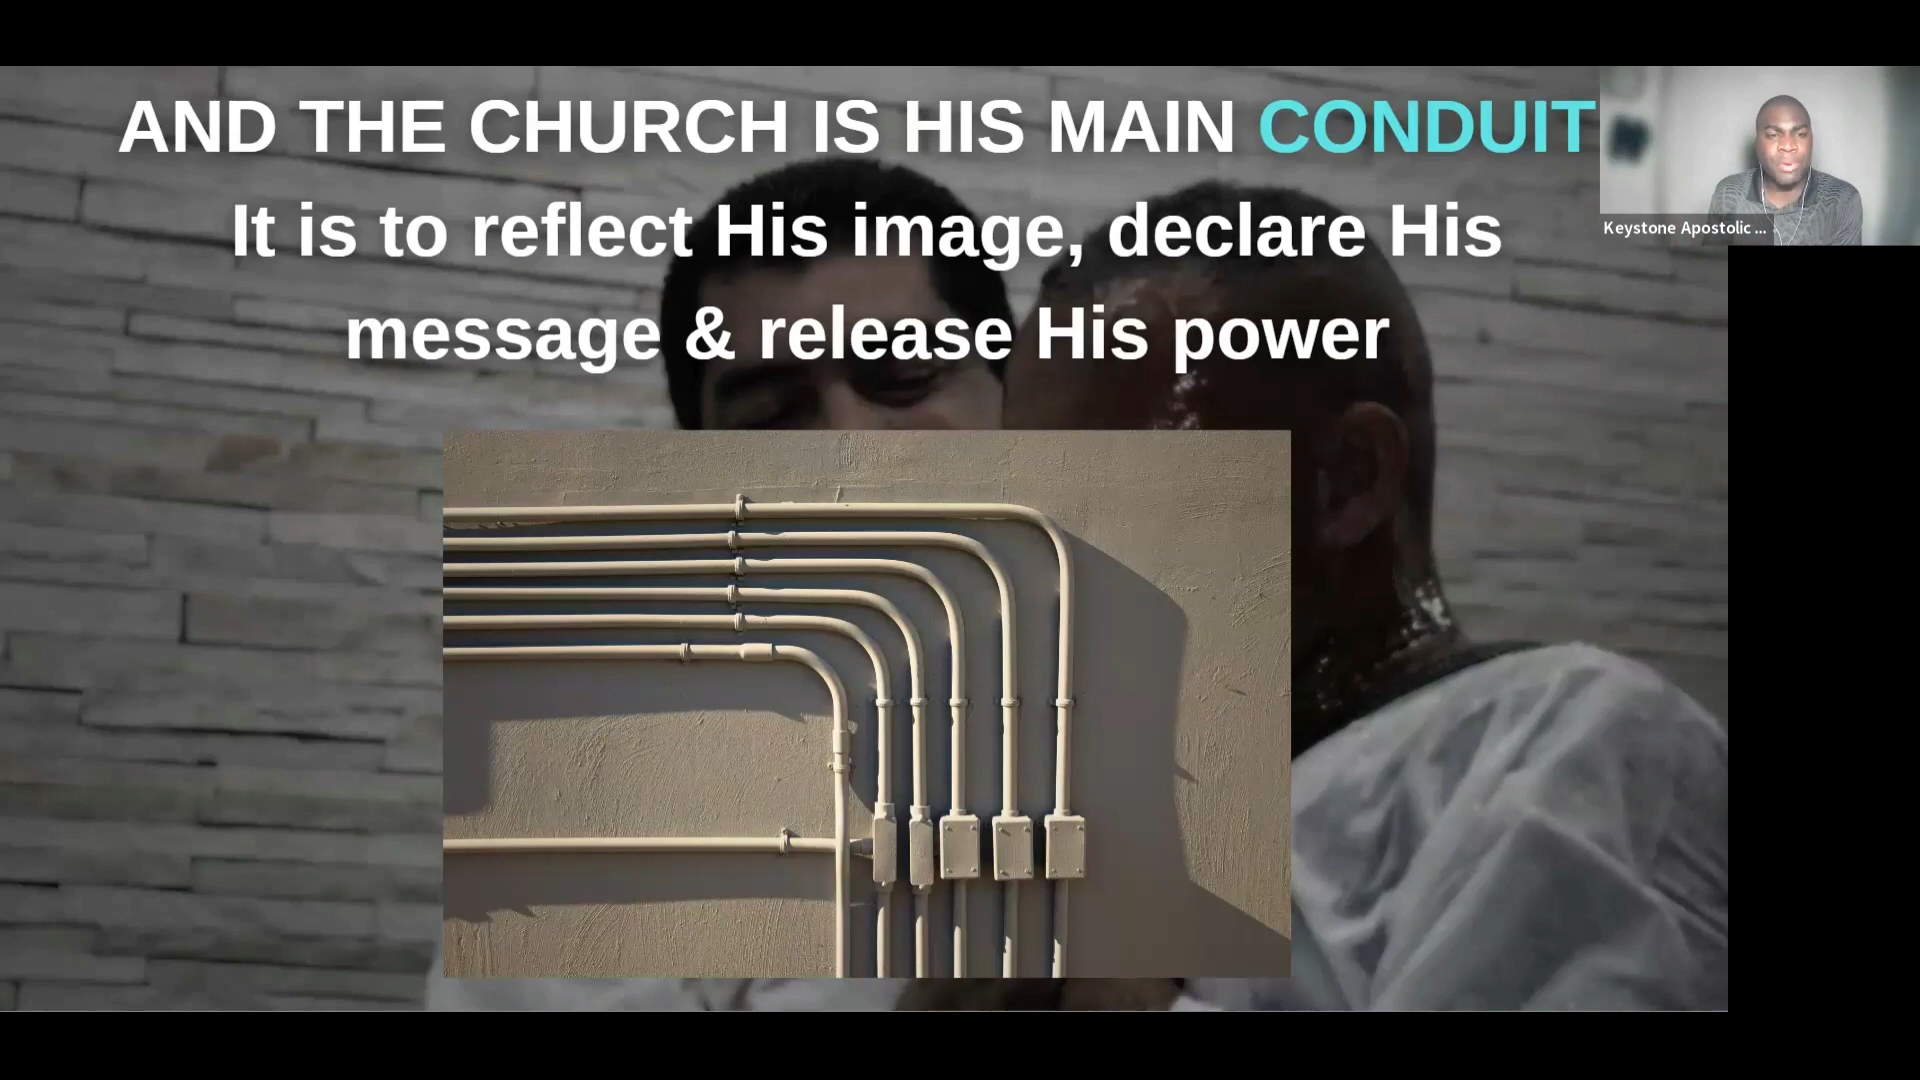 AND THE CHURCH IS HIS MAIN CONDUIT
It is to reflect His image, declare His
message & release His power
Keystone Apostolic ...